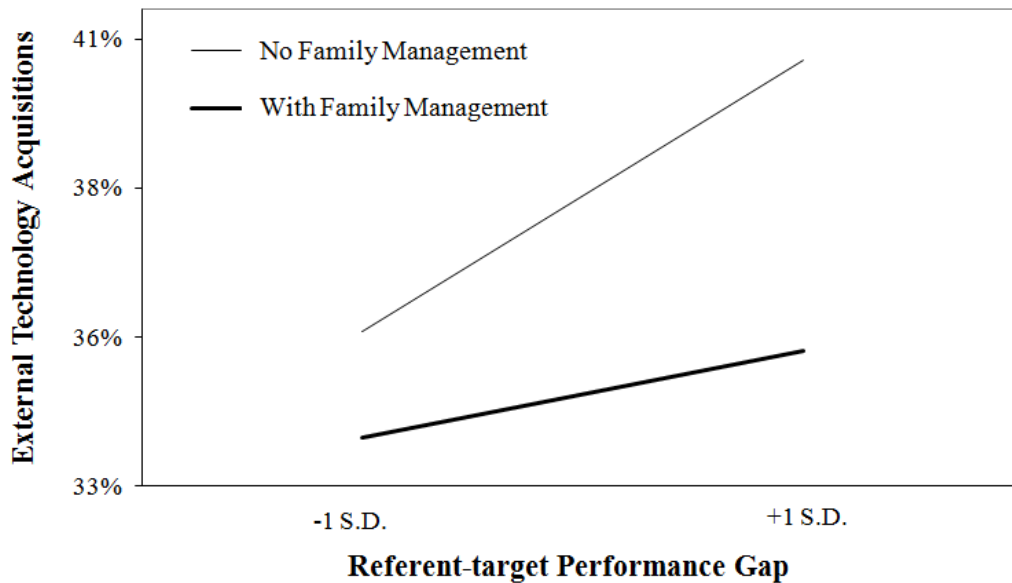 External Technology Acquisitions
41%
38%
36%
33%
No Family Management
With Family Management
-1 S.D.
+1 S.D.
Referent-target Performance Gap